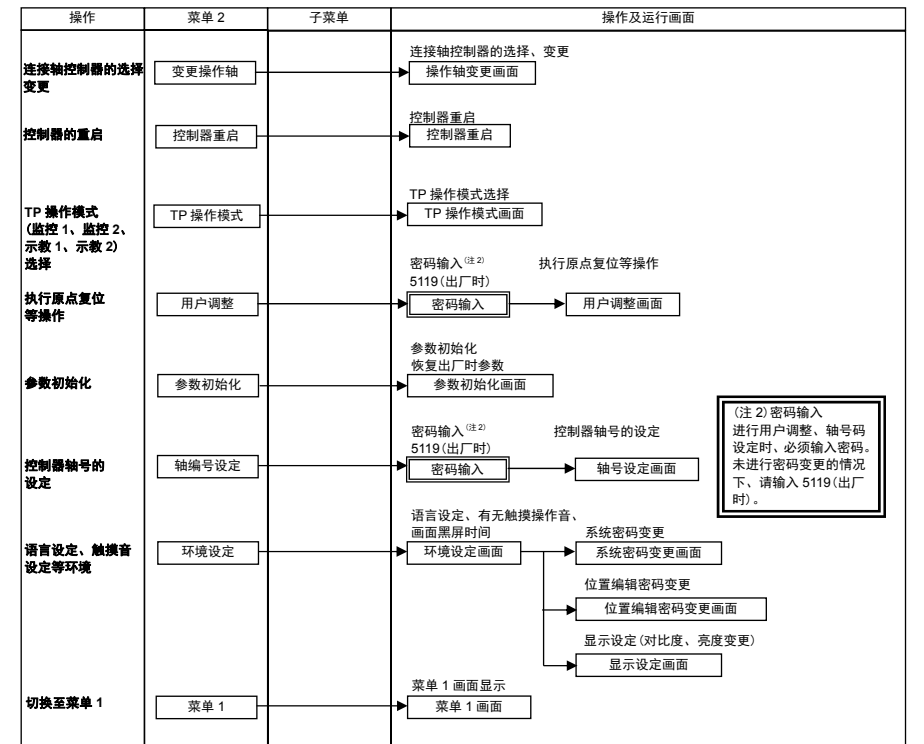 操作
菜单 2
子菜单
操作及运行画面
连接轴控制器的选择
变更
变更操作轴
连接轴控制器的选择、变更
操作轴变更画面
控制器的重启
控制器重启
控制器重启
控制器重启
TP 操作模式
(监控 1、监控 2、
示教 1、示教 2)
选择
TP 操作模式
TP 操作模式选择
TP 操作模式画面
执行原点复位
等操作
用户调整
密码输入(注 2)
5119(出厂时)
密码输入
执行原点复位等操作
用户调整画面
参数初始化
参数初始化
参数初始化
恢复出厂时参数
参数初始化画面
控制器轴号的
设定
轴编号设定
密码输入(注 2)
5119(出厂时)
密码输入
控制器轴号的设定
轴号设定画面
(注 2)密码输入
进行用户调整、轴号码
设定时、必须输入密码。
未进行密码变更的情况
下、请输入 5119(出厂
时)。
语言设定、触摸音
设定等环境
环境设定
语言设定、有无触摸操作音、
画面黑屏时间
环境设定画面
系统密码变更
系统密码变更画面
位置编辑密码变更
位置编辑密码变更画面
显示设定(对比度、亮度变更)
显示设定画面
切换至菜单 1
菜单 1
菜单 1 画面显示
菜单 1 画面